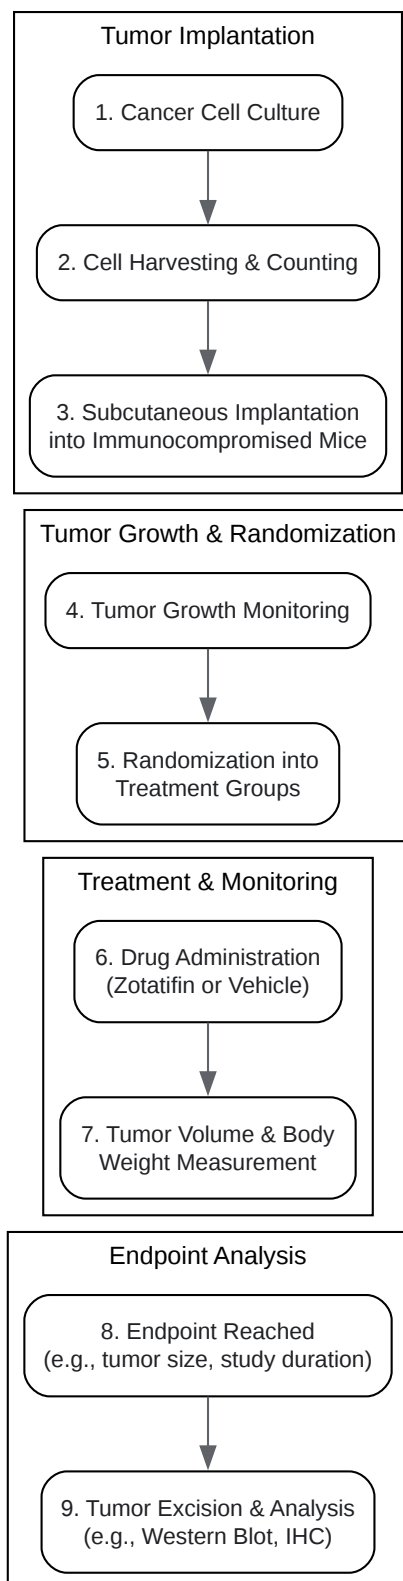 Tumor Implantation
1. Cancer Cell Culture
2. Cell Harvesting & Counting
3. Subcutaneous Implantation
into Immunocompromised Mice
Tumor Growth & Randomization
4. Tumor Growth Monitoring
5. Randomization into
Treatment Groups
Treatment & Monitoring
6. Drug Administration
(Zotatifin or Vehicle)
7. Tumor Volume & Body
Weight Measurement
Endpoint Analysis
8. Endpoint Reached
(e.g., tumor size, study duration)
9. Tumor Excision & Analysis
(e.g., Western Blot, IHC)